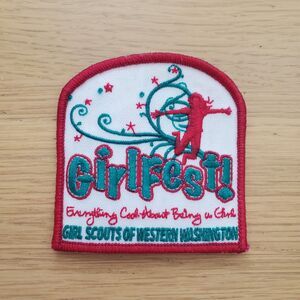 Girlfest!
Everything Cool About Being a Girl
GIRL SCOUTS OF WESTERN WASHINGTON